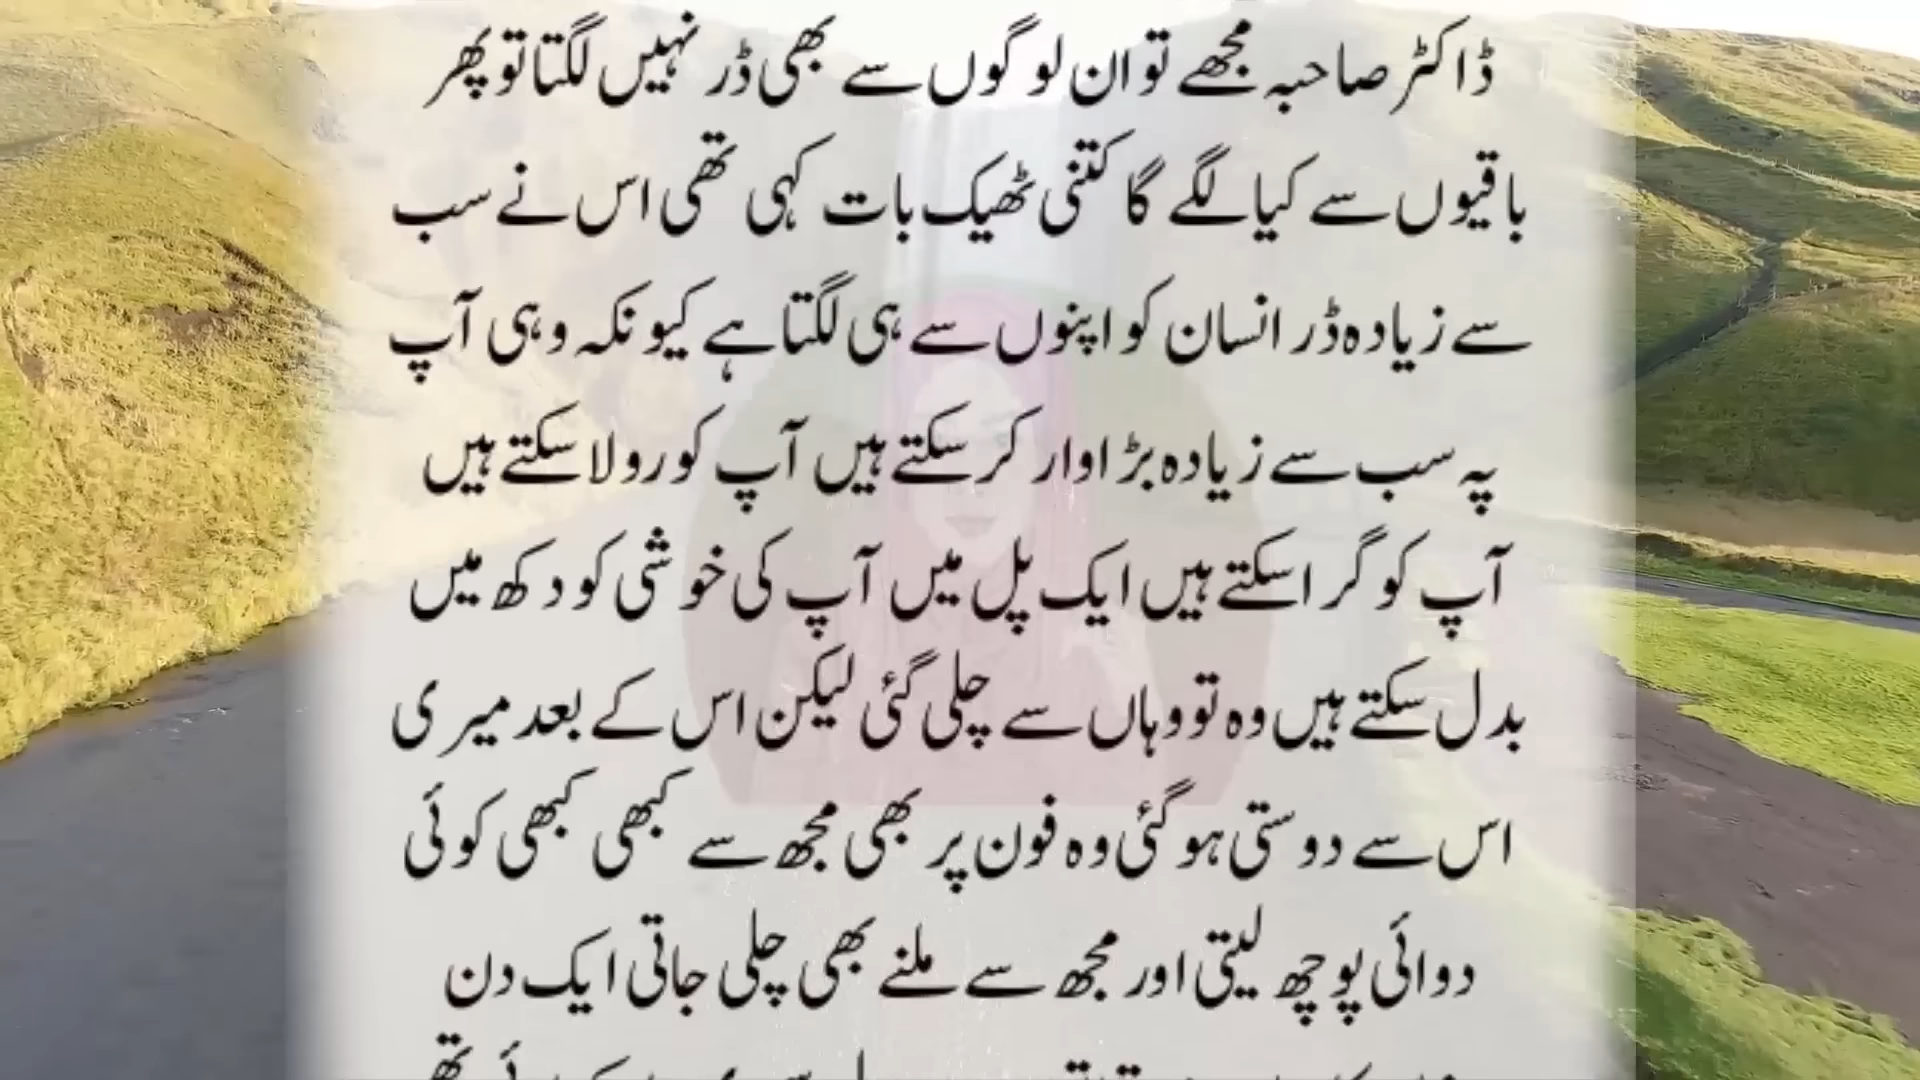 ڈاکٹر صاحبہ مجھے تو ان لوگوں سے بھی ڈر نہیں لگتا تو پھر
باقیوں سے کیا لگے گا کتنی ٹھیک بات کہی تھی اس نے سب
سے زیادہ ڈر انسان کو اپنوں سے ہی لگتا ہے کیونکہ وہی آپ
پہ سب سے زیادہ بڑا وار کر سکتے ہیں آپ کو رولا سکتے ہیں
آپ کو گرا سکتے ہیں ایک پل میں آپ کی خوشی کو دکھ میں
بدل سکتے ہیں وہ تو وہاں سے چلی گئی لیکن اس کے بعد میری
اس سے دوستی ہو گئی وہ فون پر بھی مجھ سے کبھی کبھی کوئی
دوائی پوچھ لیتی اور مجھ سے ملنے بھی چلی جاتی ایک دن